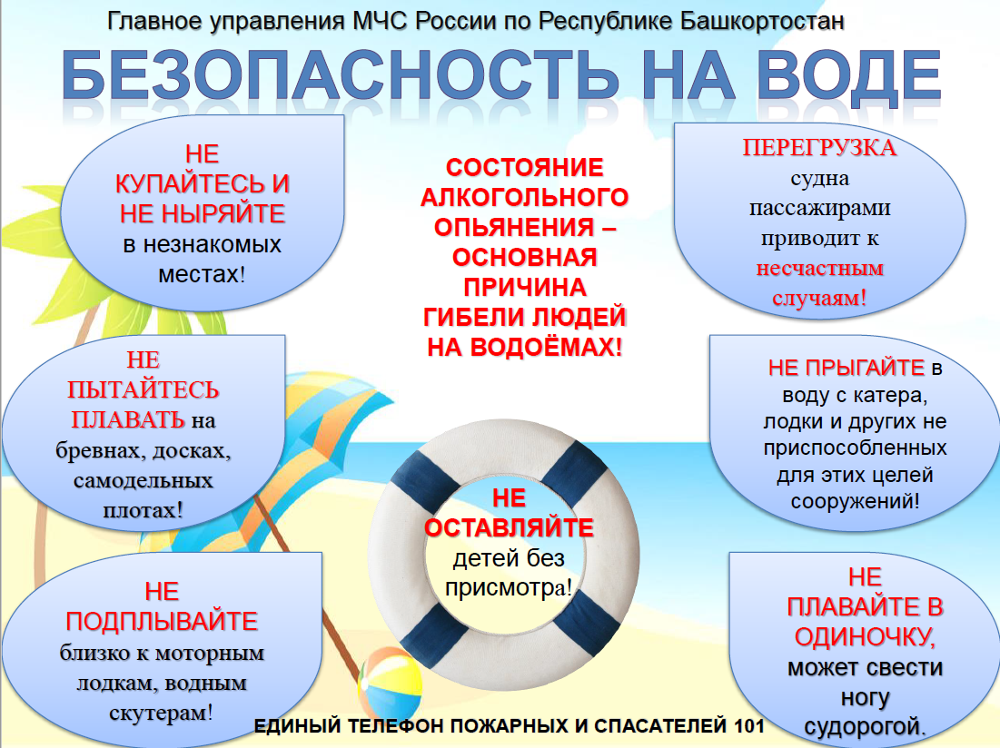 Главное управления МЧС России по Республике Башкортостан
БЕЗОПАСНОСТЬ НА ВОДЕ
НЕ
КУПАЙТЕСЬ И
НЕ НЫРЯЙТЕ
в незнакомых
местах!
СОСТОЯНИЕ
АЛКОГОЛЬНОГО
ОПЬЯНЕНИЯ –
ОСНОВНАЯ
ПРИЧИНА
ГИБЕЛИ ЛЮДЕЙ
НА ВОДОЁМАХ!
ПЕРЕГРУЗКА
судна
пассажирами
приводит к
несчастным
случаям!
НЕ
ПЫТАЙТЕСЬ
ПЛАВАТЬ на
бревнах, досках,
самодельных
плотах!
НЕ ПРЫГАЙТЕ в
воду с катера,
лодки и других не
приспособленных
для этих целей
сооружений!
НЕ
ОСТАВЛЯЙТЕ
детей без
присмотра!
НЕ
ПОДПЛЫВАЙТЕ
близко к моторным
лодкам, водным
скутерам!
НЕ
ПЛАВАЙТЕ В
ОДИНОЧКУ,
может свести
ногу
судорогой.
ЕДИНЫЙ ТЕЛЕФОН ПОЖАРНЫХ И СПАСАТЕЛЕЙ 101